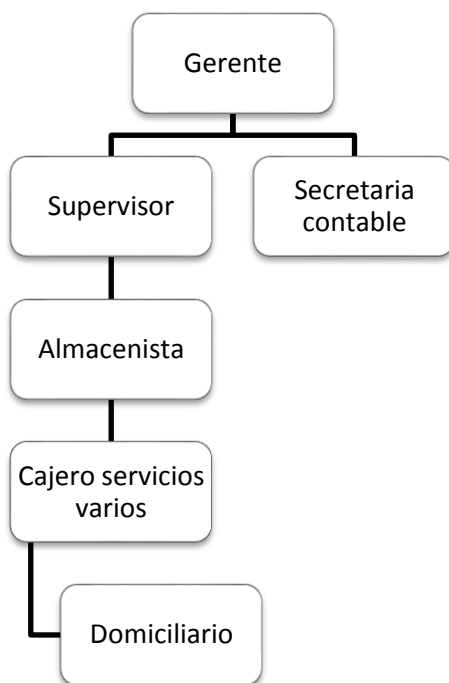 Gerente
Supervisor
Secretaria
contable
Almacenista
Cajero servicios
varios
Domiciliario